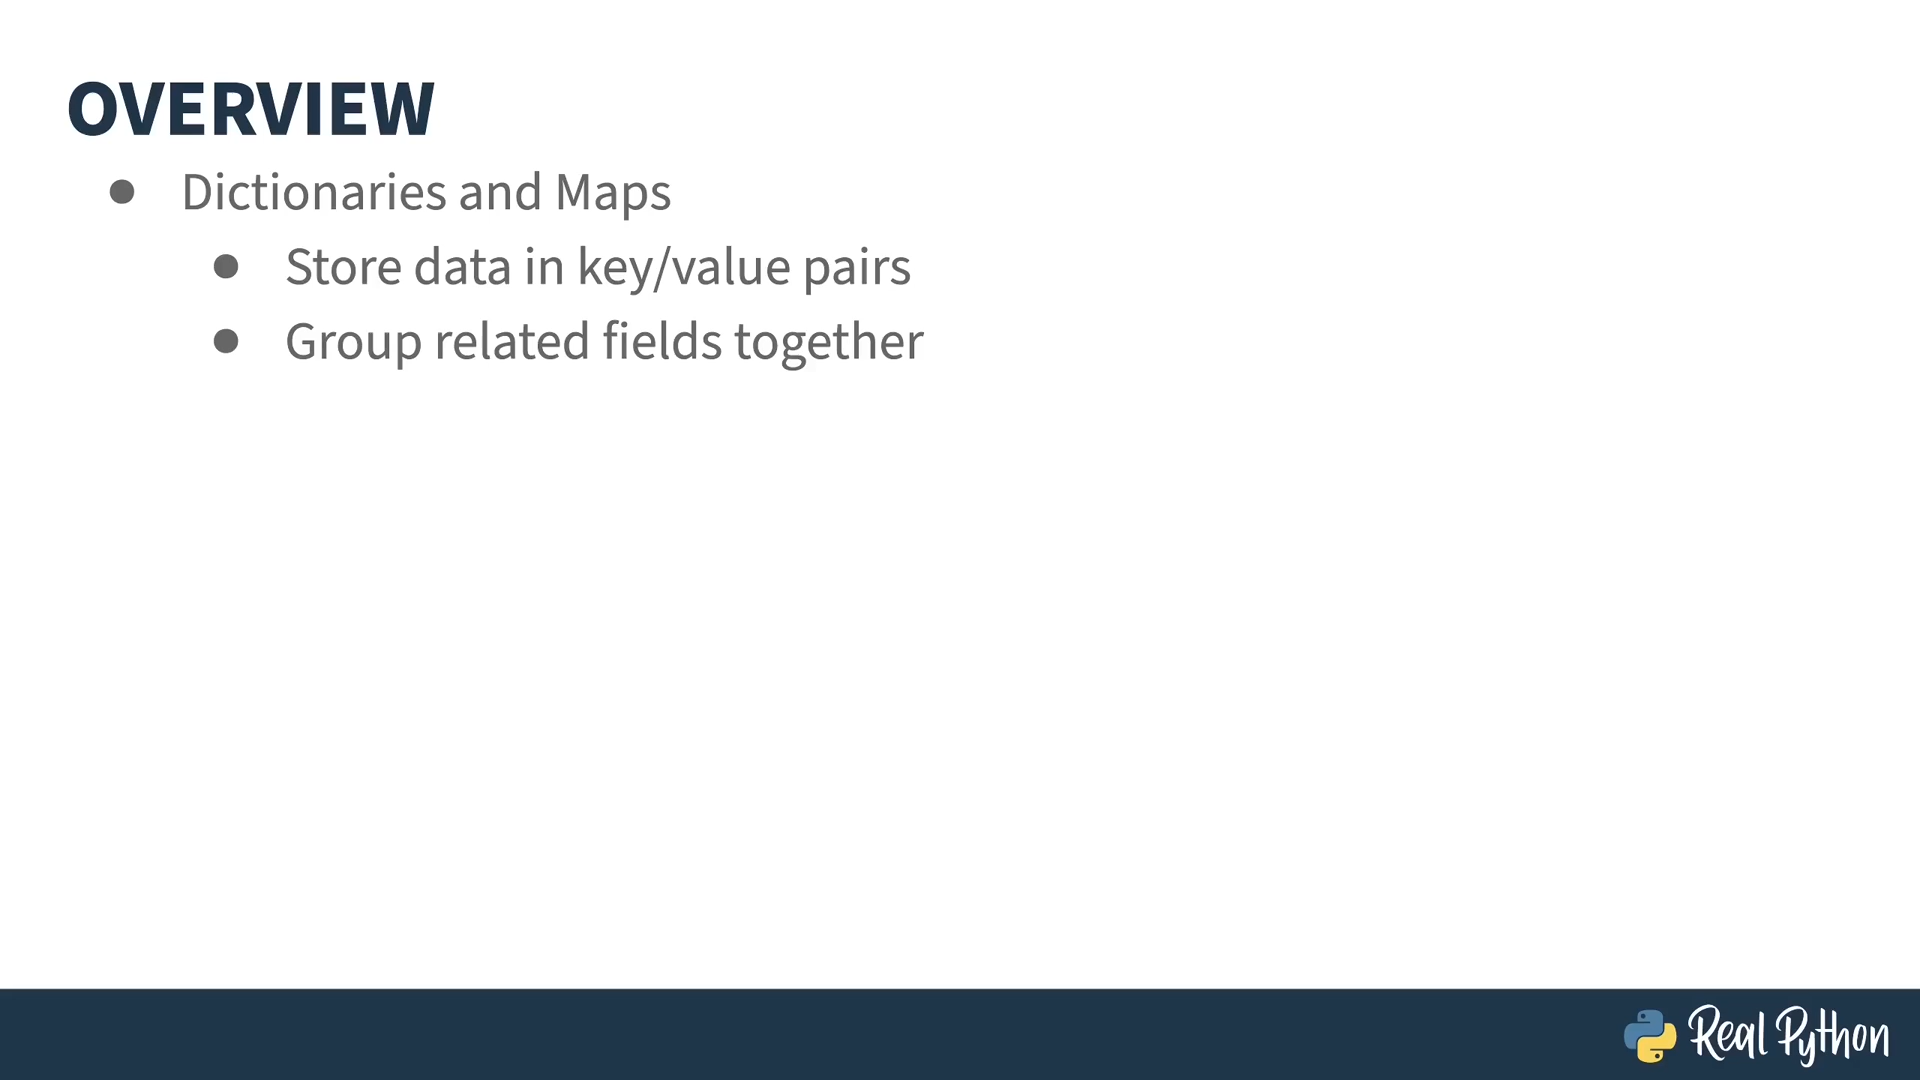 OVERVIEW
● Dictionaries and Maps
● Store data in key/value pairs
● Group related fields together
Real Python